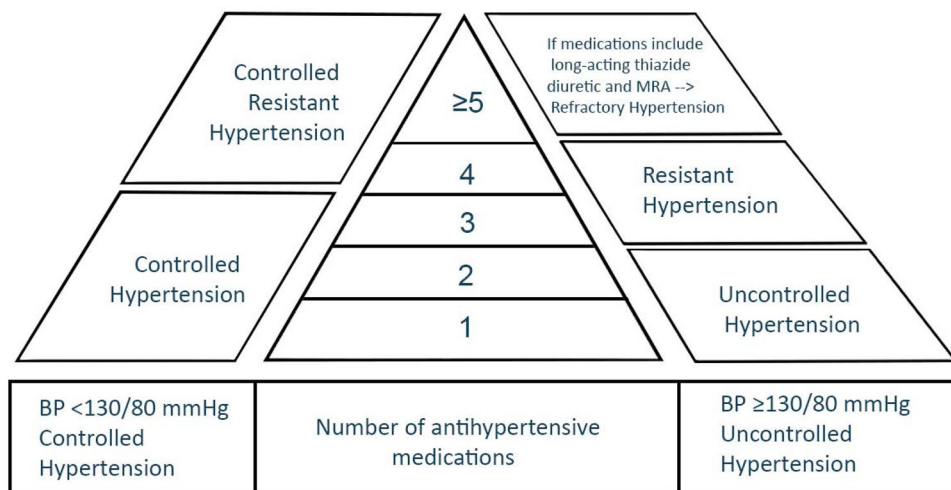 Controlled
Resistant
Hypertension
≥5
If medications include
long-acting thiazide
diuretic and MRA -->
Refractory Hypertension
4
Resistant
Hypertension
3
Controlled
Hypertension
2
Uncontrolled
Hypertension
1
BP <130/80 mmHg
Controlled
Hypertension
Number of antihypertensive
medications
BP ≥130/80 mmHg
Uncontrolled
Hypertension